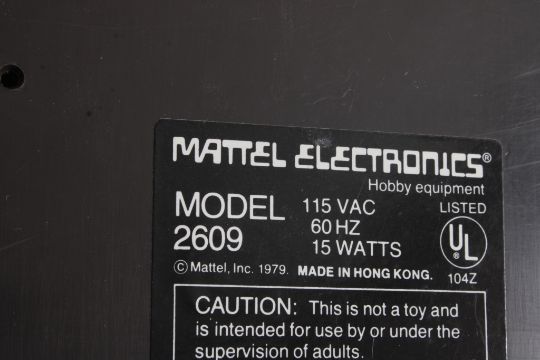 MATTEL ELECTRONICS®
Hobby equipment
MODEL 2609
115 VAC
60 HZ
15 WATTS
LISTED
UL®
104Z
©Mattel, Inc. 1979. MADE IN HONG KONG.
CAUTION: This is not a toy and
is intended for use by or under the
supervision of adults.